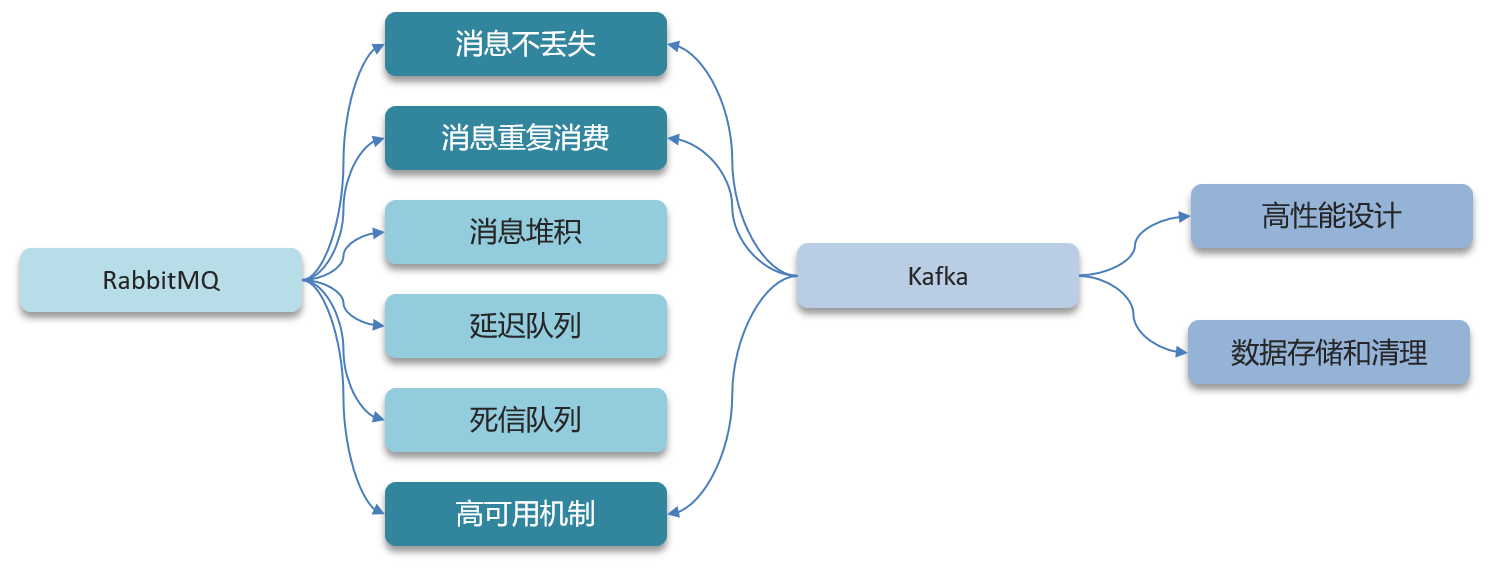 RabbitMQ
消息不丢失
消息重复消费
消息堆积
延迟队列
死信队列
高可用机制
Kafka
高性能设计
数据存储和清理